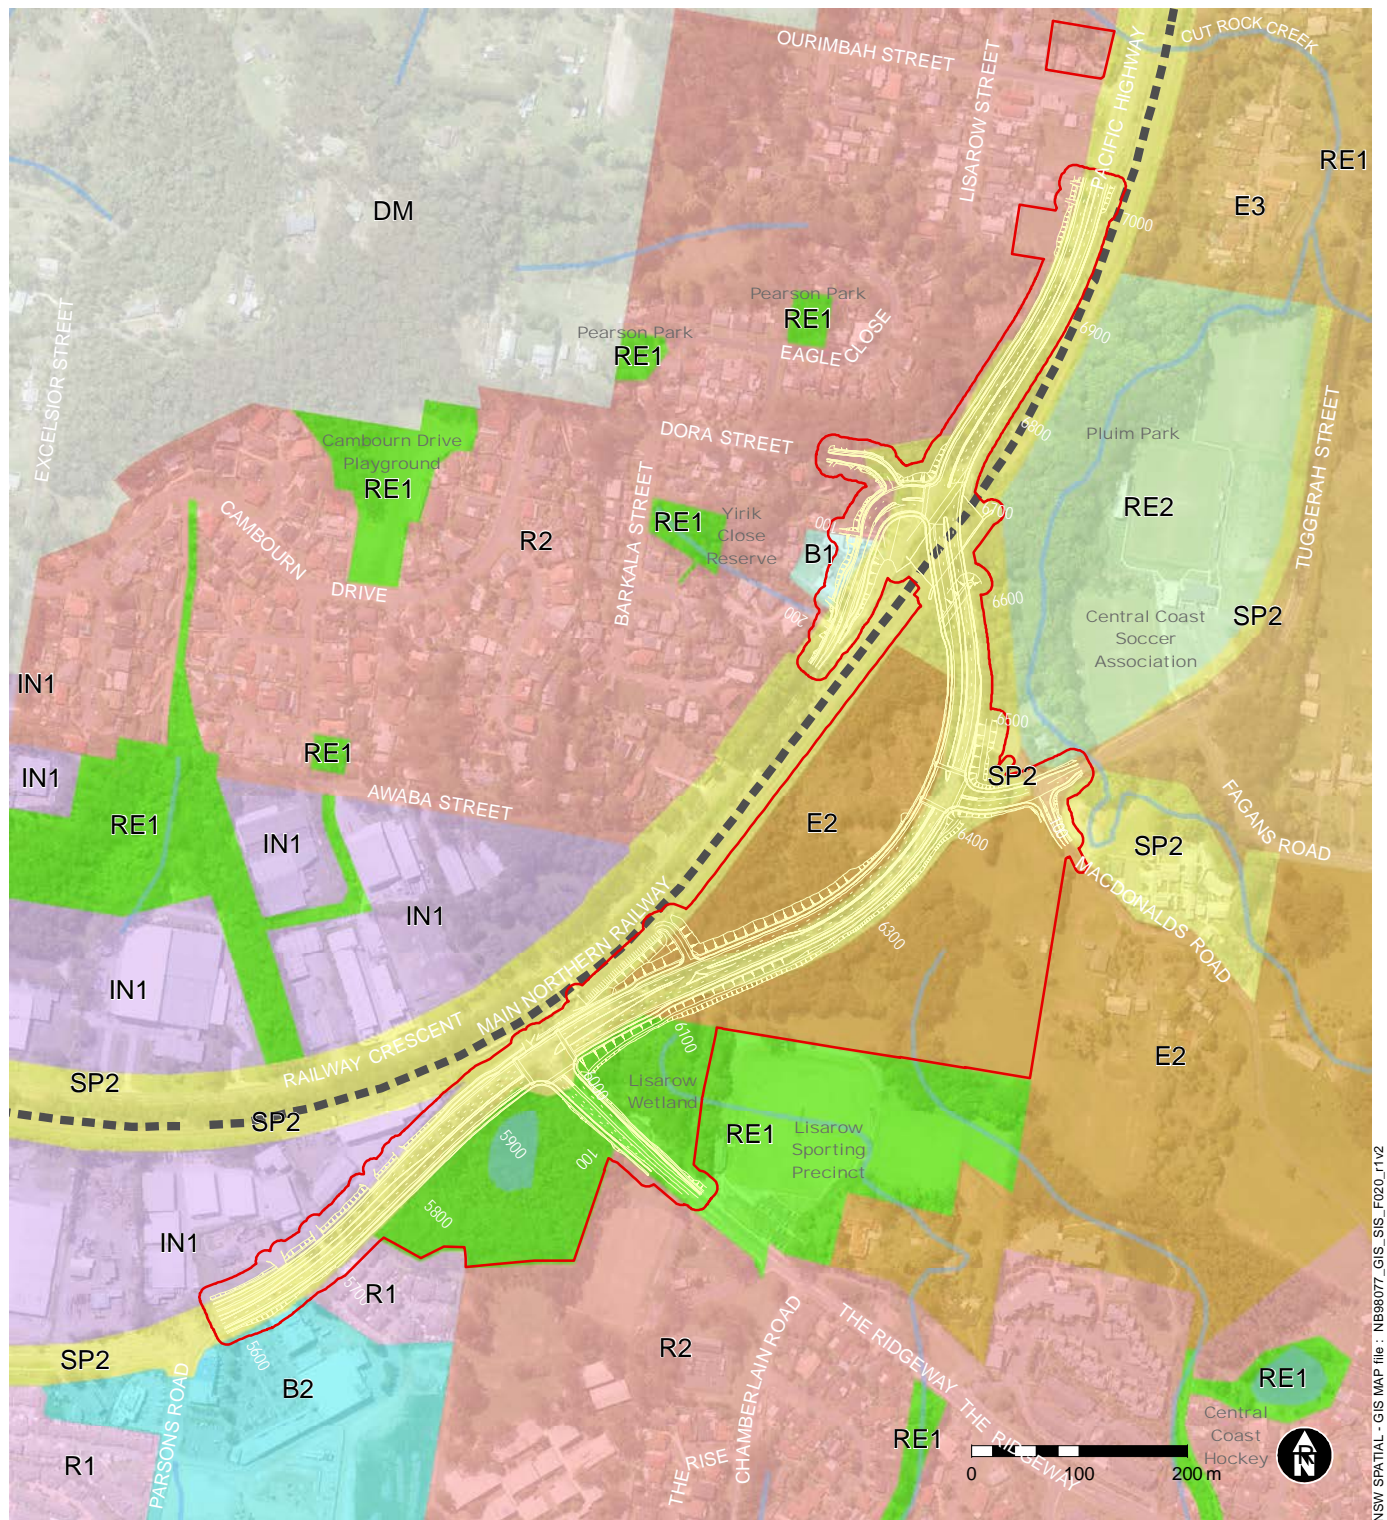 OURIMBAH STREET
LISAROW STREET
PACIFIC HIGHWAY
CUT ROCK CREEK
RE1
E3
DM
7000
EXCELSIOR STREET
Pearson Park
RE1
Pearson Park
RE1
EAGLE CLOSE
6900
DORA STREET
6800
Pluim Park
TUGGERAH STREET
Cambourn Drive
Playground
RE1
CAMBOURN
DRIVE
R2
BARKALA STREET
RE1
Yirik
Close
Reserve
100
B1
200
6700
RE2
6600
Central Coast
Soccer
Association
SP2
IN1
6500
SP2
IN1
RE1
RE1
IN1
AWABA STREET
E2
6400
100
SP2
FAGANS ROAD
MACDONALDS ROAD
IN1
IN1
6300
MAIN NORTHERN RAILWAY
RAILWAY CRESCENT
SP2
SP2
6100
6000
Lisarow
Wetland
E2
RE1
Lisarow
Sporting
Precinct
5900
100
5800
IN1
5700
R1
SP2
5600
B2
R2
PARSONS ROAD
R1
THE RISE
CHAMBERLAIN ROAD
THE RIDGEWAY
THE RIDGEWAY
RE1
RE1
Central
Coast
Hockey
0
100
200 m
N
NSW SPATIAL - GIS MAP file : NB98077_GIS_SIS_F020_r1v2